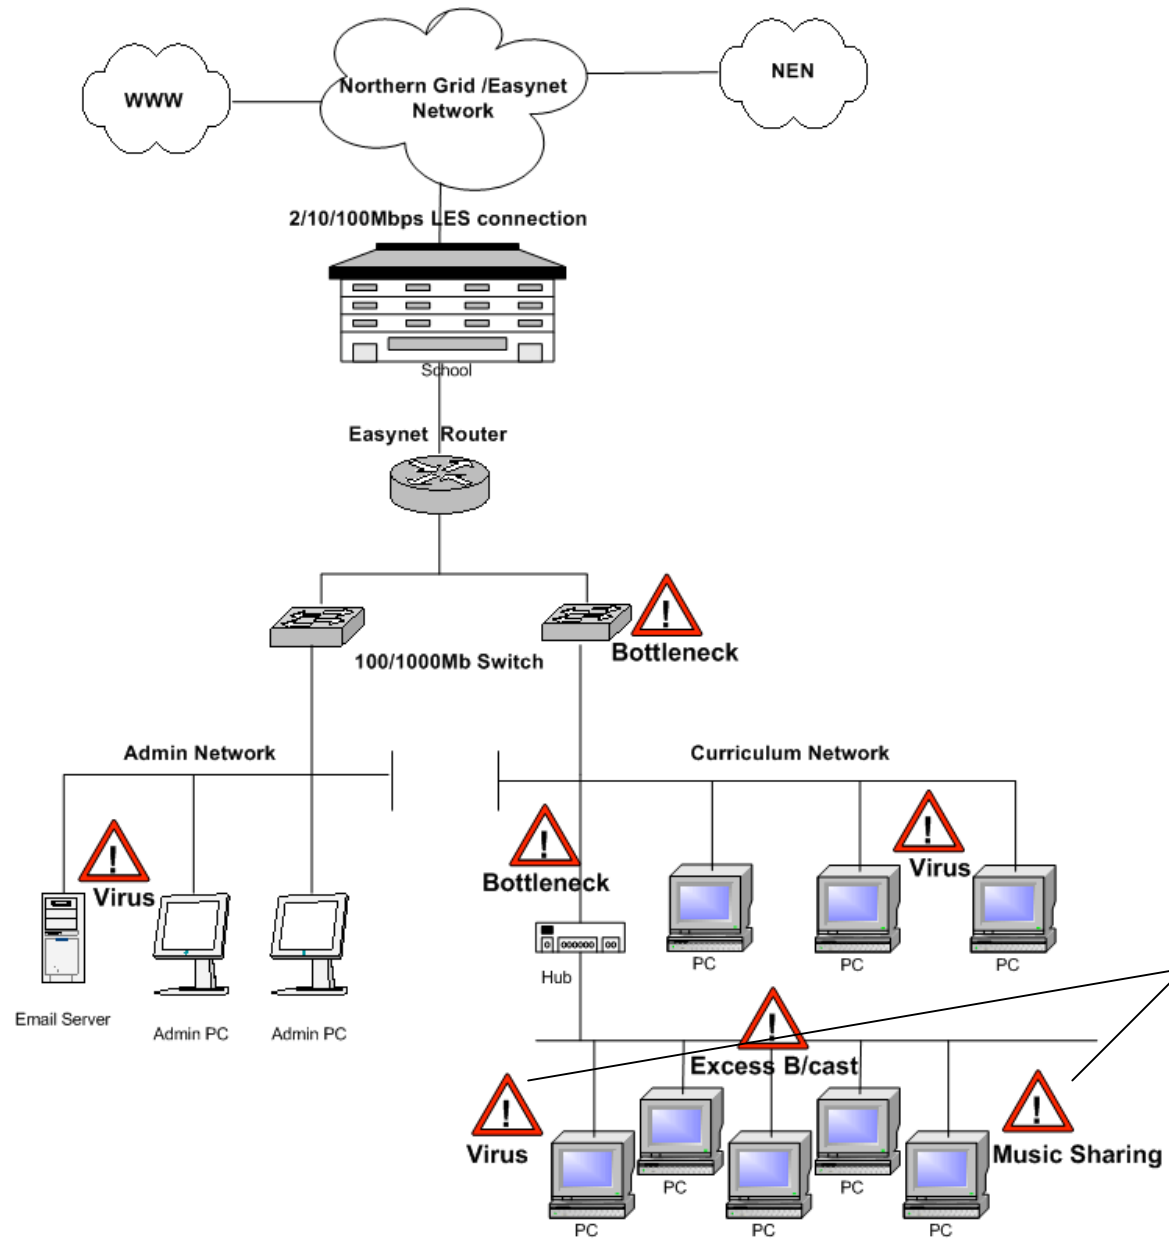 WWW
Northern Grid /Easynet
Network
NEN
2/10/100Mbps LES connection
School
Easynet Router
100/1000Mb Switch
Bottleneck
Admin Network
Curriculum Network
Virus
Bottleneck
Virus
PC
PC
PC
Hub
Email Server
Admin PC
Admin PC
Excess B/cast
Virus
Music Sharing
PC
PC
PC
PC
PC